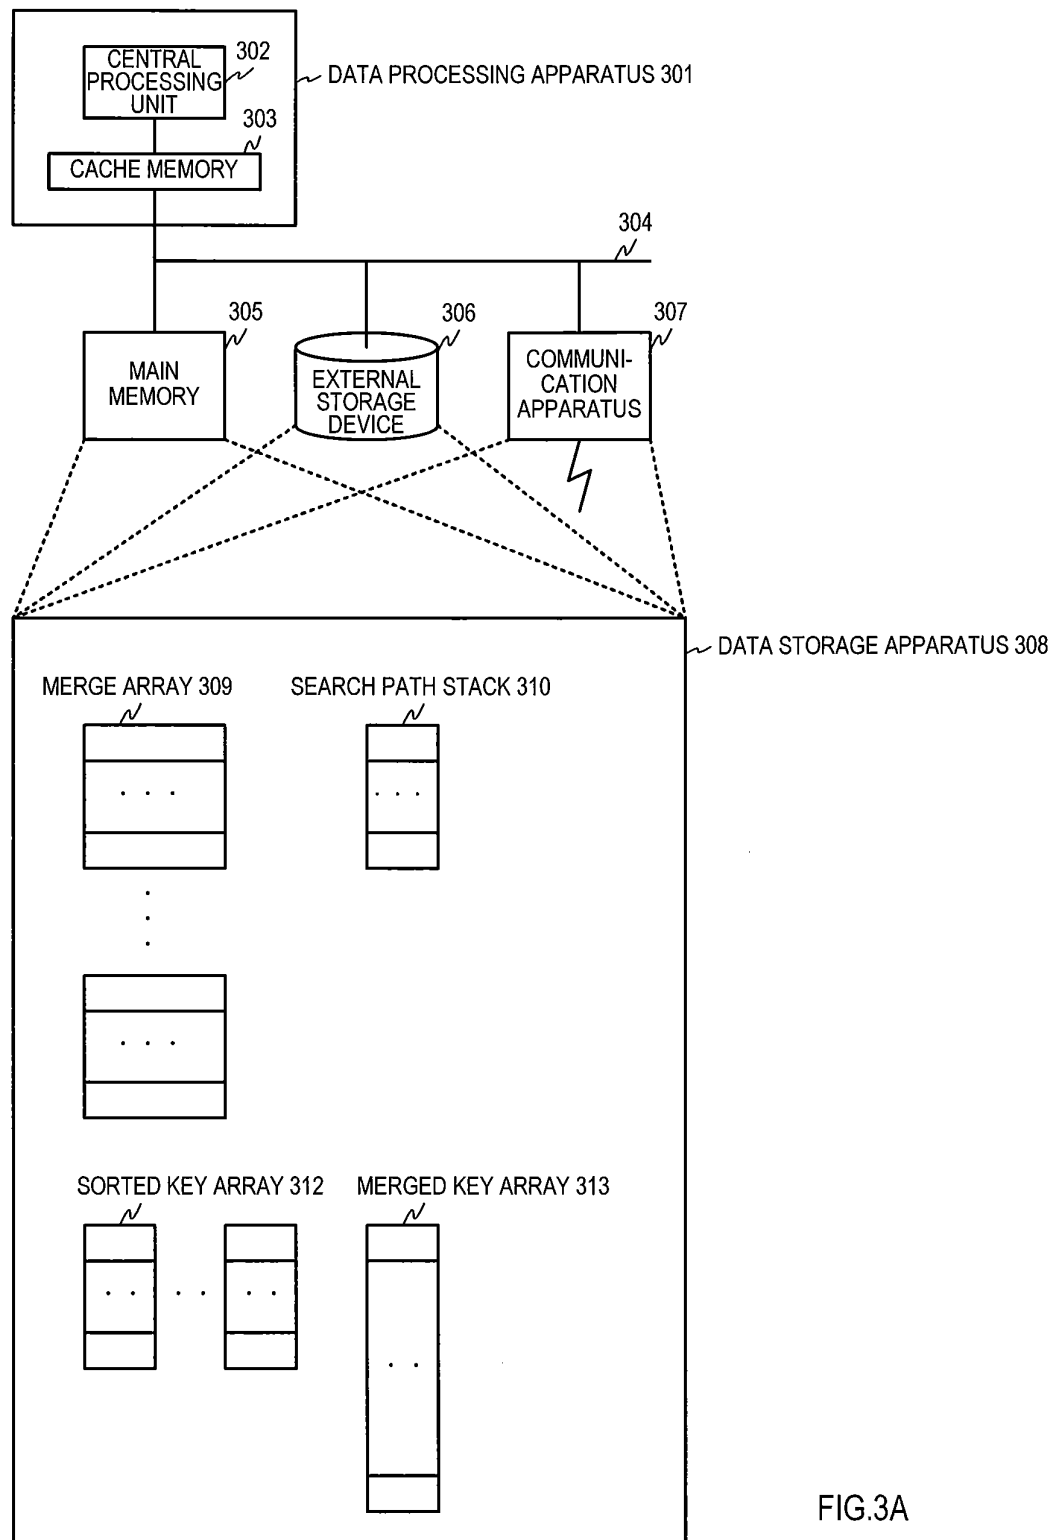 CENTRAL
PROCESSING
UNIT
302
DATA PROCESSING APPARATUS 301
303
CACHE MEMORY
304
305
306
307
MAIN
MEMORY
EXTERNAL
STORAGE
DEVICE
COMMUNI-
CATION
APPARATUS
DATA STORAGE APPARATUS 308
MERGE ARRAY 309
SEARCH PATH STACK 310
SORTED KEY ARRAY 312
MERGED KEY ARRAY 313
FIG.3A